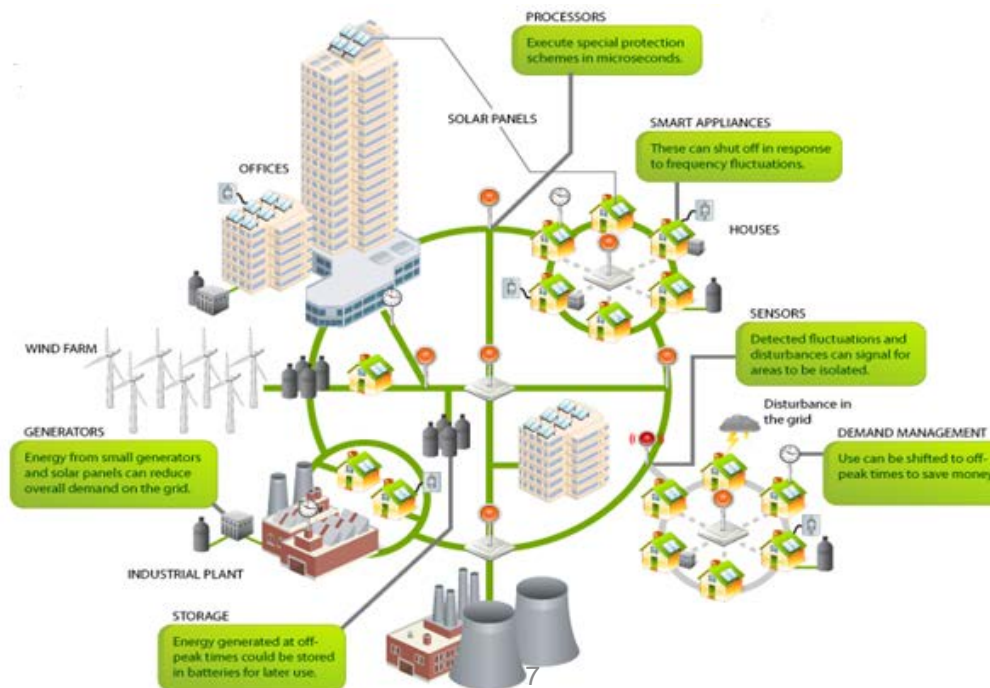 PROCESSORS
Execute special protection
schemes in microseconds.
SOLAR PANELS
SMART APPLIANCES
These can shut off in response
to frequency fluctuations.
OFFICES
HOUSES
SENSORS
Detected fluctuations and
disturbances can signal for
areas to be isolated.
WIND FARM
Disturbance in
the grid
DEMAND MANAGEMENT
Use can be shifted to off-
peak times to save money
GENERATORS
Energy from small generators
and solar panels can reduce
overall demand on the grid.
INDUSTRIAL PLANT
STORAGE
Energy generated at off-
peak times could be stored
in batteries for later use.
7